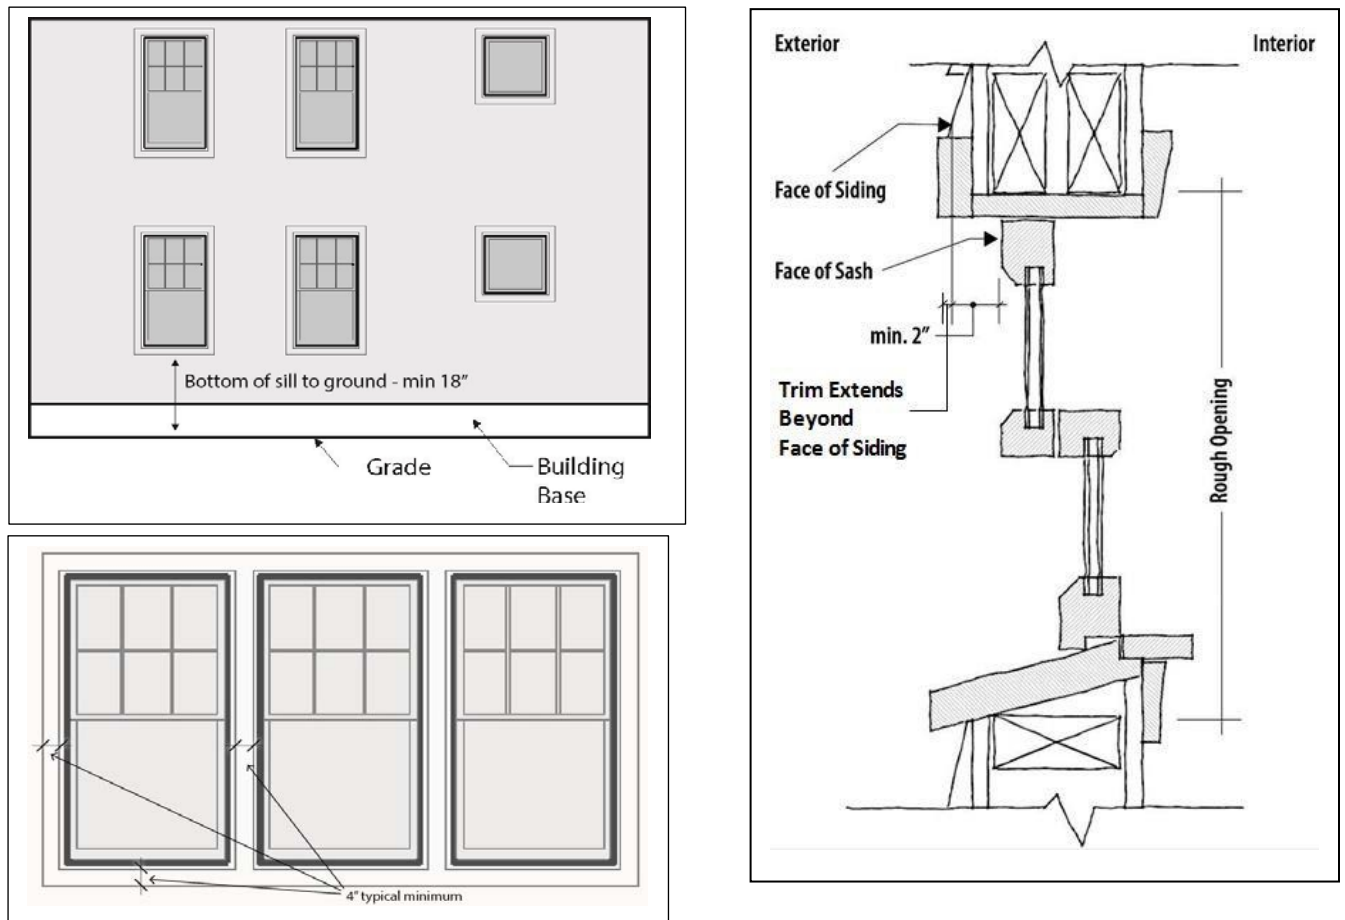 Bottom of sill to ground - min 18″
Grade
Building
Base
4″ typical minimum
Exterior
Interior
Face of Siding
Face of Sash
min. 2″
Trim Extends
Beyond
Face of Siding
Rough Opening